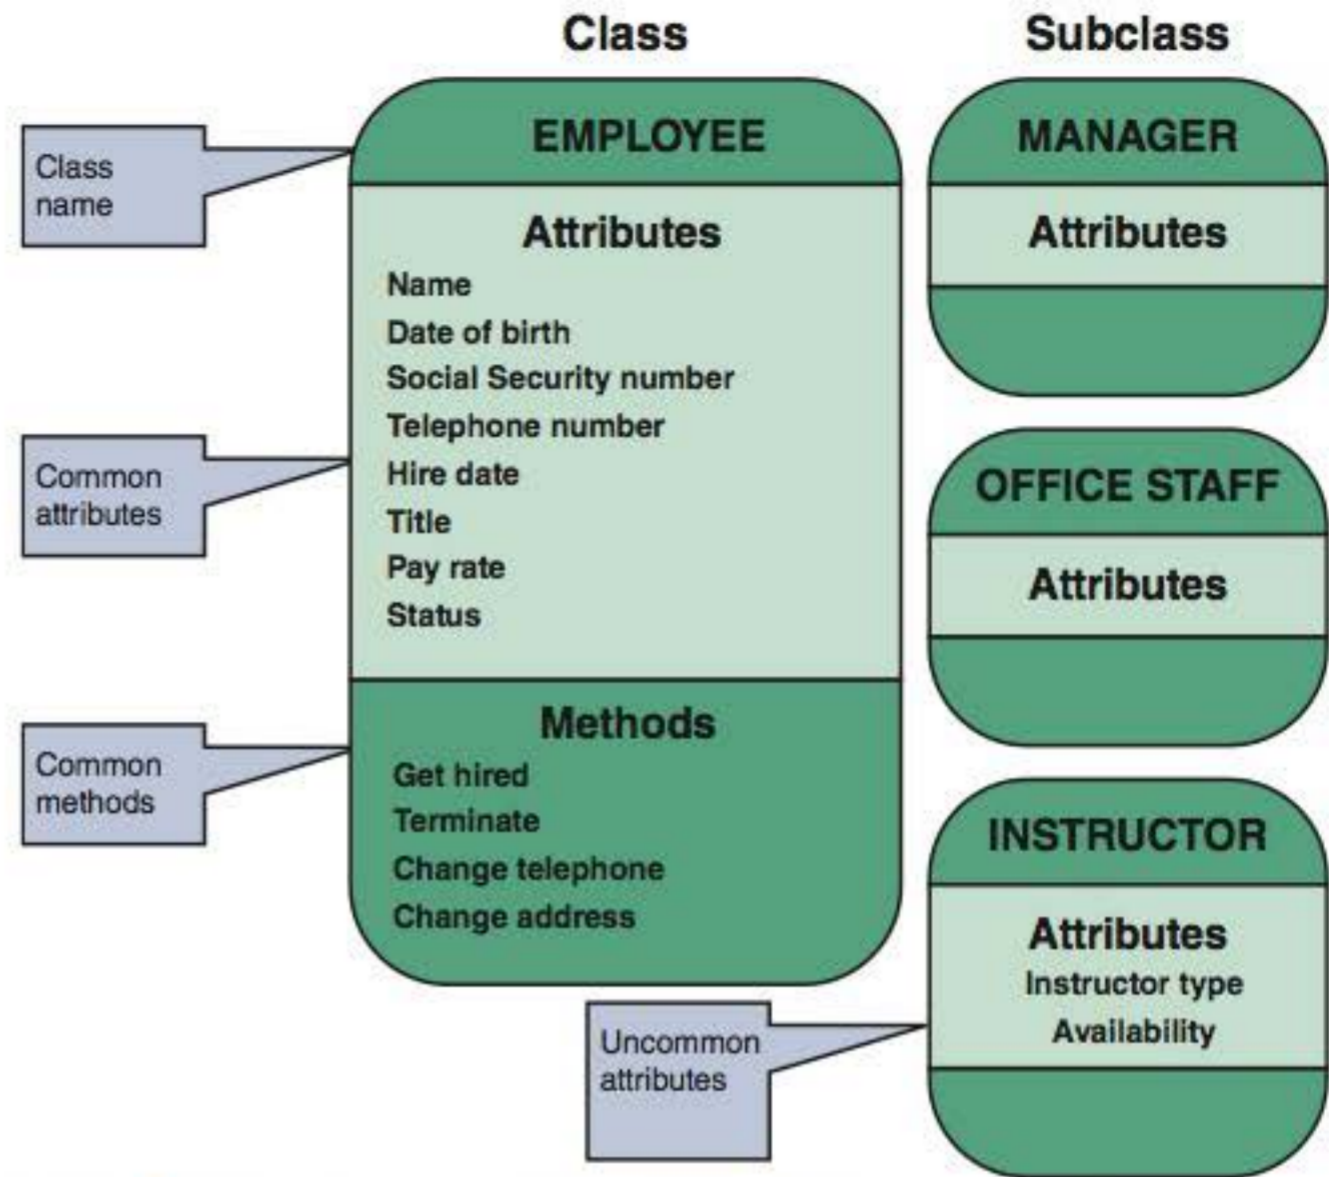 Class
Subclass
Class
name
EMPLOYEE
Attributes
Name
Date of birth
Social Security number
Telephone number
Hire date
Title
Pay rate
Status
Common
attributes
Methods
Get hired
Terminate
Change telephone
Change address
Common
methods
MANAGER
Attributes
OFFICE STAFF
Attributes
INSTRUCTOR
Attributes
Instructor type
Availability
Uncommon
attributes